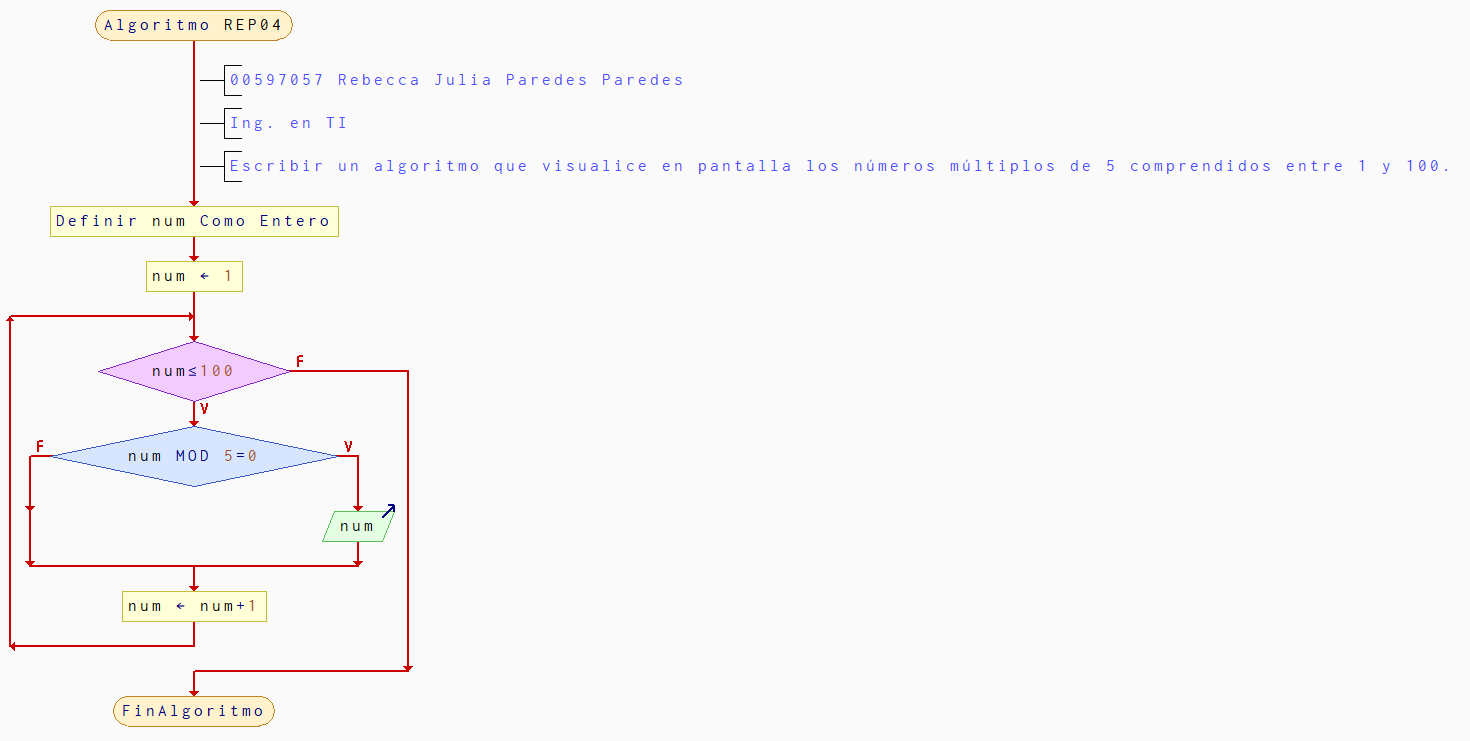 Algoritmo REP04
00597057 Rebecca Julia Paredes Paredes
Ing. en TI
Escribir un algoritmo que visualice en pantalla los números múltiplos de 5 comprendidos entre 1 y 100.
Definir num Como Entero
num ← 1
num≤100
F
V
F
num MOD 5=0
V
num
num ← num+1
FinAlgoritmo